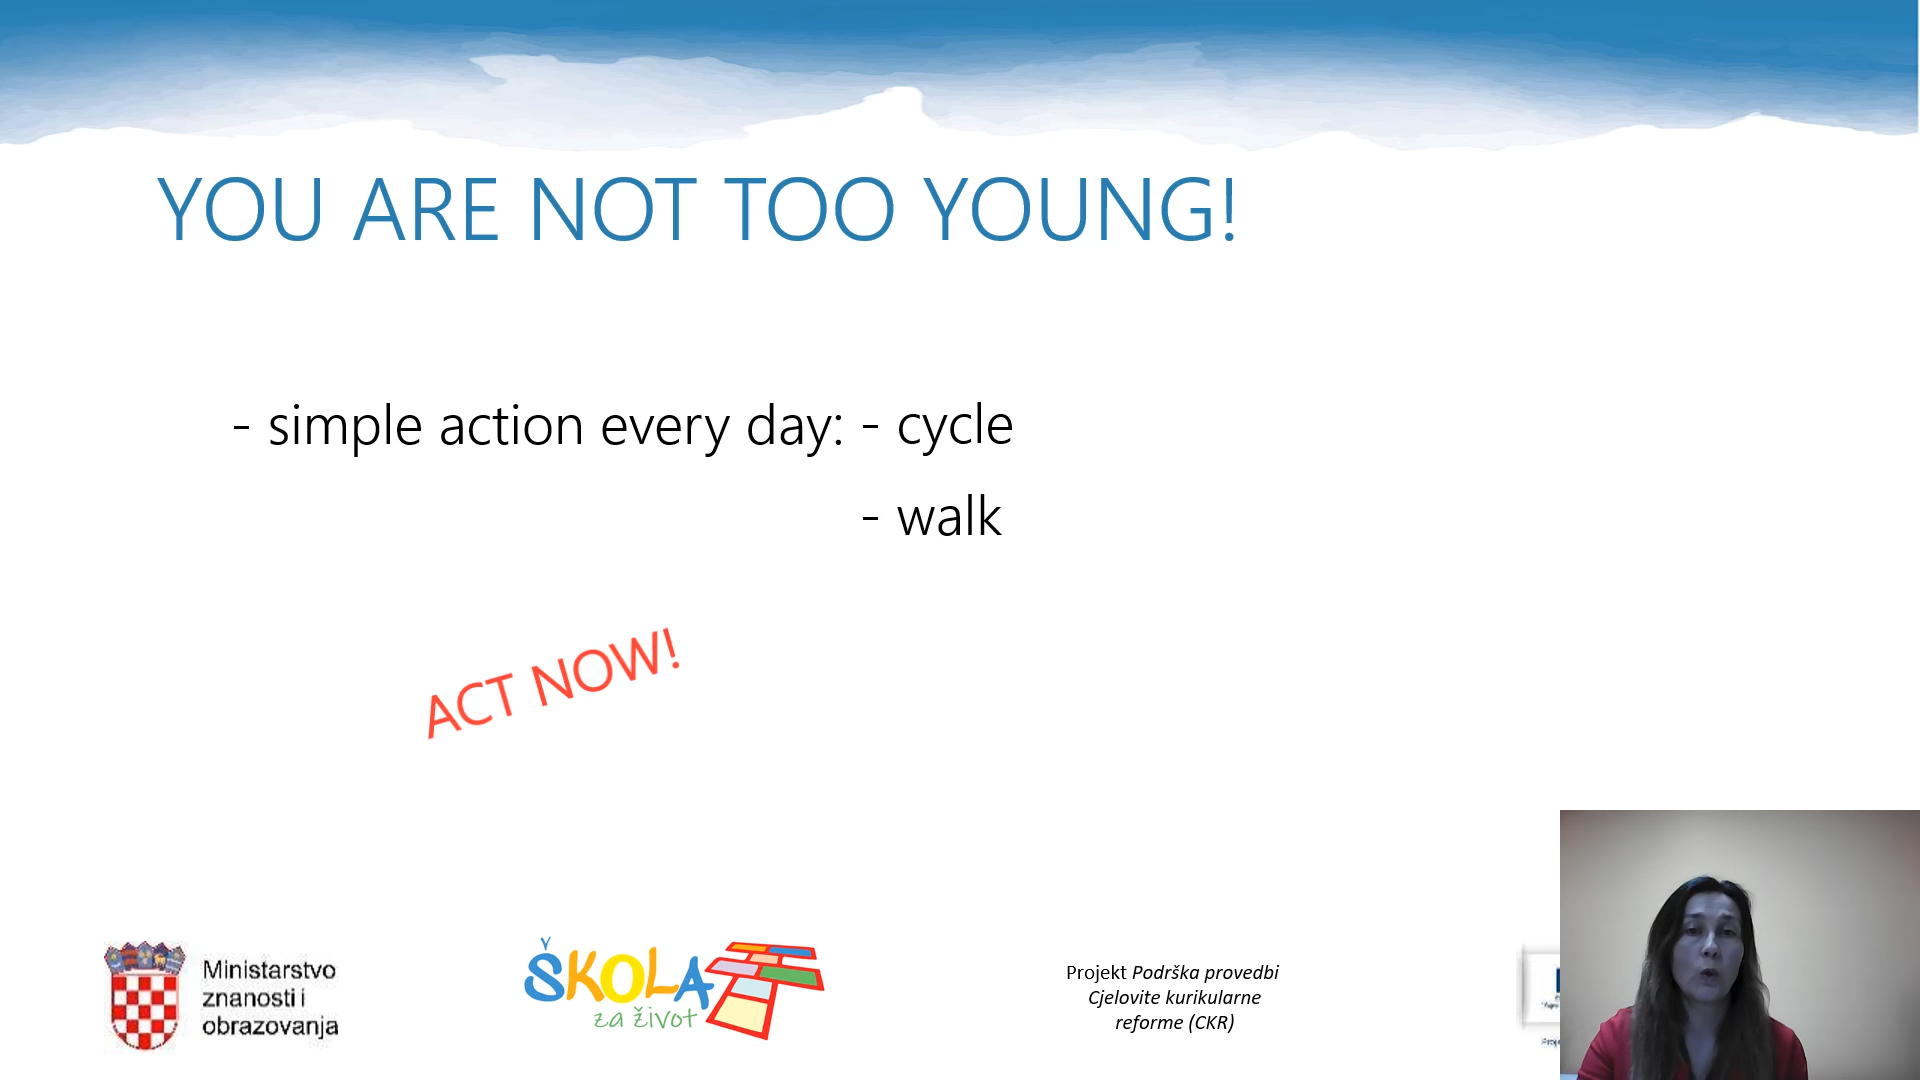 YOU ARE NOT TOO YOUNG!
- simple action every day: - cycle
- walk
ACT NOW!
Ministarstvo
znanosti i
obrazovanja
ŠKOLA
za život
Projekt Podrška provedbi
Cjelovite kurikularne
reforme (CKR)